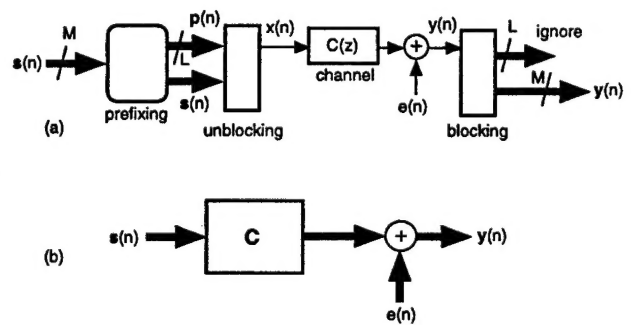 M
p(n)
x(n)
C(z)
y(n)
L
ignore
s(n)
L
s(n)
channel
M
y(n)
prefixing
unblocking
e(n)
blocking
(a)
s(n)
C
y(n)
(b)
e(n)